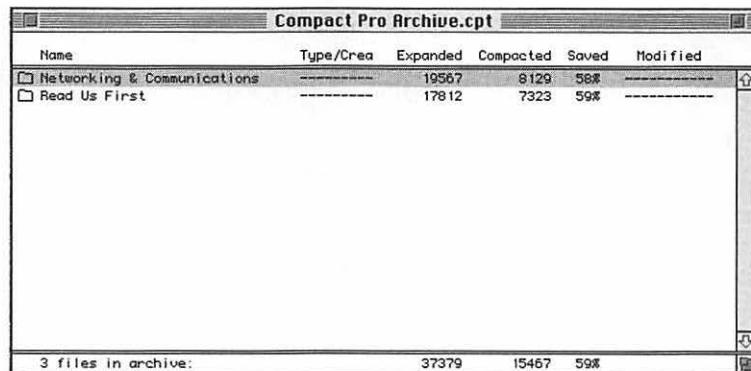 Compact Pro Archive.cpt
Name Type/Crea Expanded Compacted Saved Modified
Networking & Communications --------- 19567 8129 58% ------------
Read Us First --------- 17812 7323 59% ------------
3 files in archive: 37379 15467 59%